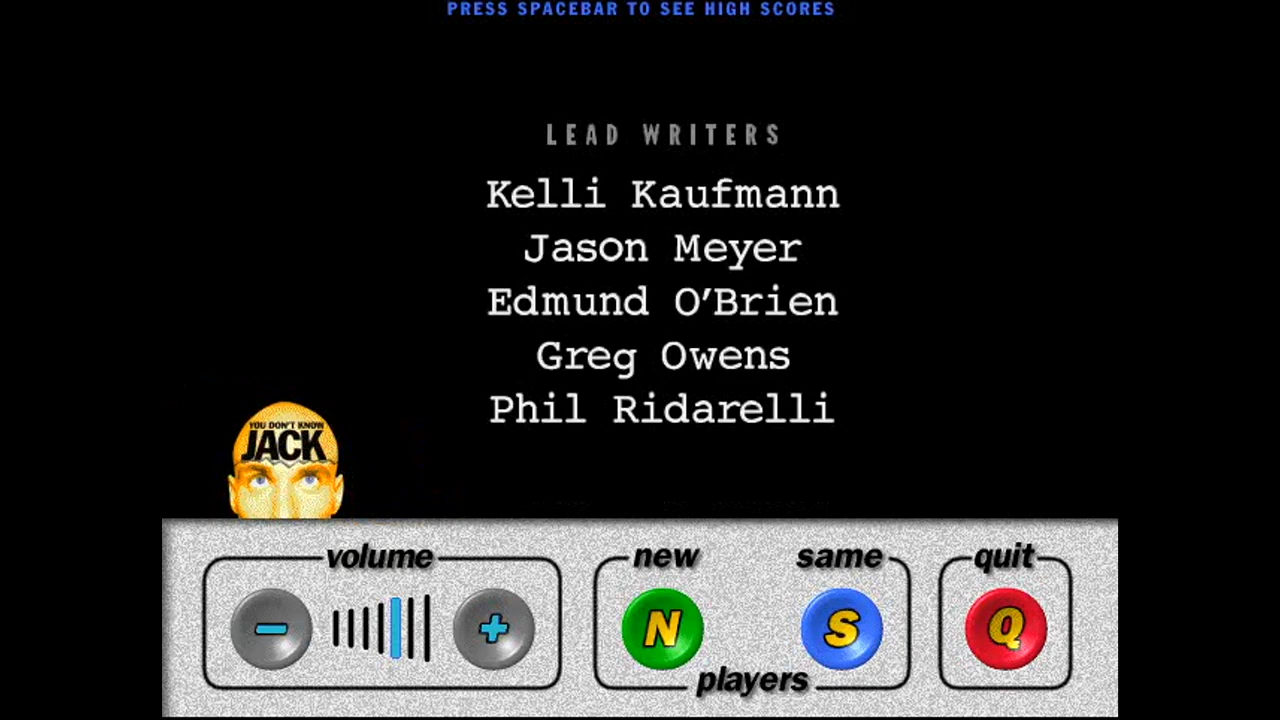 PRESS SPACEBAR TO SEE HIGH SCORES
LEAD WRITERS
Kelli Kaufmann
Jason Meyer
Edmund O’Brien
Greg Owens
Phil Ridarelli
YOU DON'T KNOW
JACK
volume
new
same
quit
N
S
Q
players